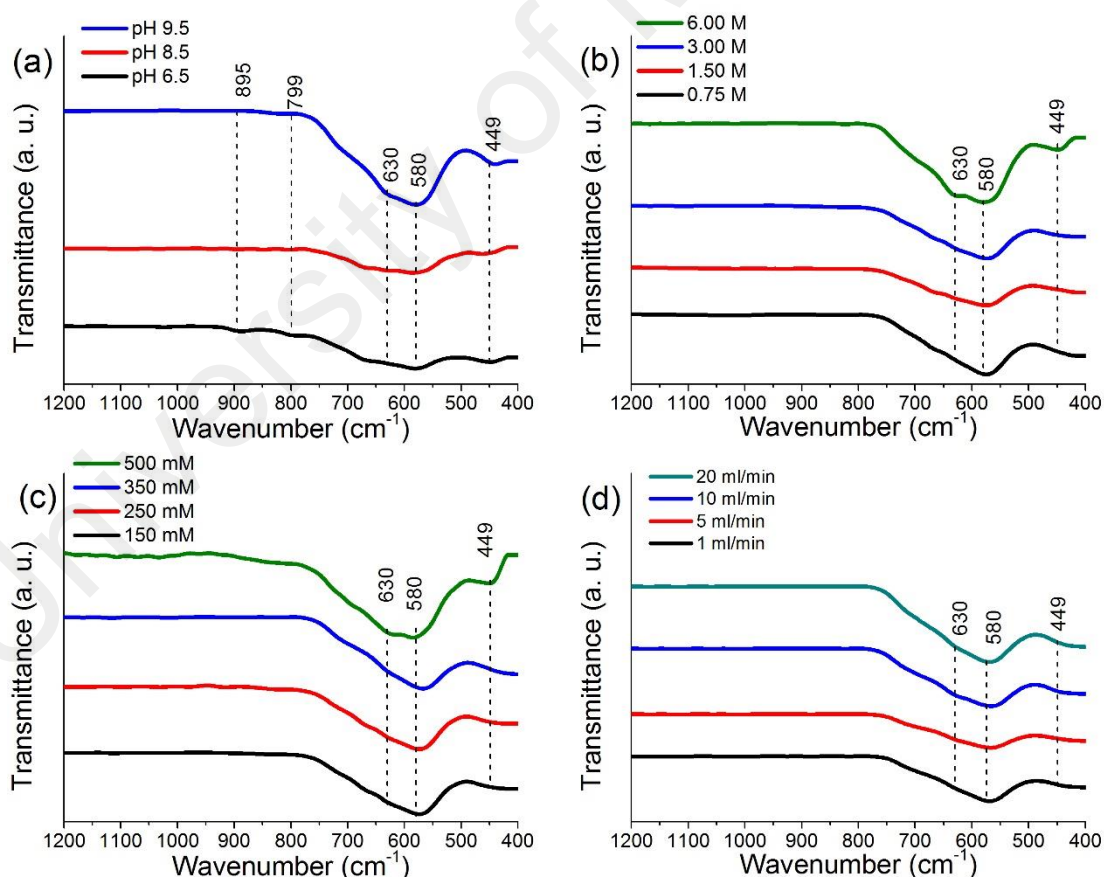 (a)
pH 9.5
pH 8.5
pH 6.5
895
799
630
580
449
Transmittance (a. u.)
1200 1100 1000 900 800 700 600 500 400
Wavenumber (cm⁻¹)
(b)
6.00 M
3.00 M
1.50 M
0.75 M
630
580
449
Transmittance (a. u.)
1200 1100 1000 900 800 700 600 500 400
Wavenumber (cm⁻¹)
(c)
500 mM
350 mM
250 mM
150 mM
630
580
449
Transmittance (a. u.)
1200 1100 1000 900 800 700 600 500 400
Wavenumber (cm⁻¹)
(d)
20 ml/min
10 ml/min
5 ml/min
1 ml/min
630
580
449
Transmittance (a. u.)
1200 1100 1000 900 800 700 600 500 400
Wavenumber (cm⁻¹)
University of